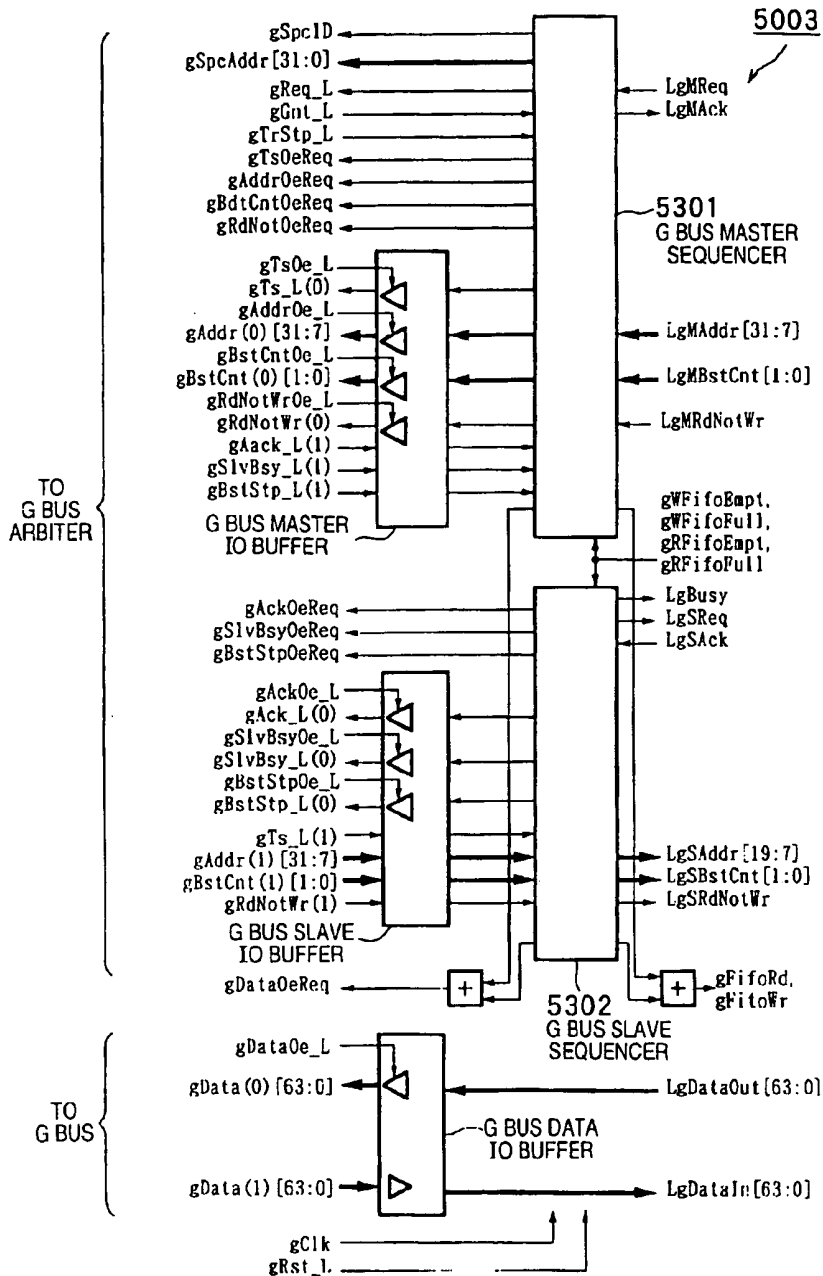 5003
gSpcID
gSpcAddr[31:0]
gReq_L
gGnt_L
gTrStp_L
gTsOeReq
gAddrOeReq
gBdtCntOeReq
gRdNotOeReq
LgMReq
LgMAck
5301
G BUS MASTER
SEQUENCER
gTsOe_L
gTs_L(0)
gAddrOe_L
gAddr(0)[31:7]
gBstCntOe_L
gBstCnt(0)[1:0]
gRdNotWrOe_L
gRdNotWr(0)
gAack_L(1)
gSlvBsy_L(1)
gBstStp_L(1)
LgMAddr[31:7]
LgMBstCnt[1:0]
LgMRdNotWr
TO
G BUS
ARBITER
G BUS MASTER
IO BUFFER
gWFifoEmpt,
gWFifoFull,
gRFifoEmpt,
gRFifoFull
gAckOeReq
gSlvBsyOeReq
gBstStpOeReq
LgBusy
LgSReq
LgSAck
gAckOe_L
gAck_L(0)
gSlvBsyOe_L
gSlvBsy_L(0)
gBstStpOe_L
gBstStp_L(0)
gTs_L(1)
gAddr(1)[31:7]
gBstCnt(1)[1:0]
gRdNotWr(1)
LgSAddr[19:7]
LgSBstCnt[1:0]
LgSRdNotWr
G BUS SLAVE
IO BUFFER
gDataOeReq
+
+
gFifoRd,
gFifoWr
5302
G BUS SLAVE
SEQUENCER
TO
G BUS
gDataOe_L
gData(0)[63:0]
gData(1)[63:0]
G BUS DATA
IO BUFFER
LgDataOut[63:0]
LgDataIn[63:0]
gClk
gRst_L